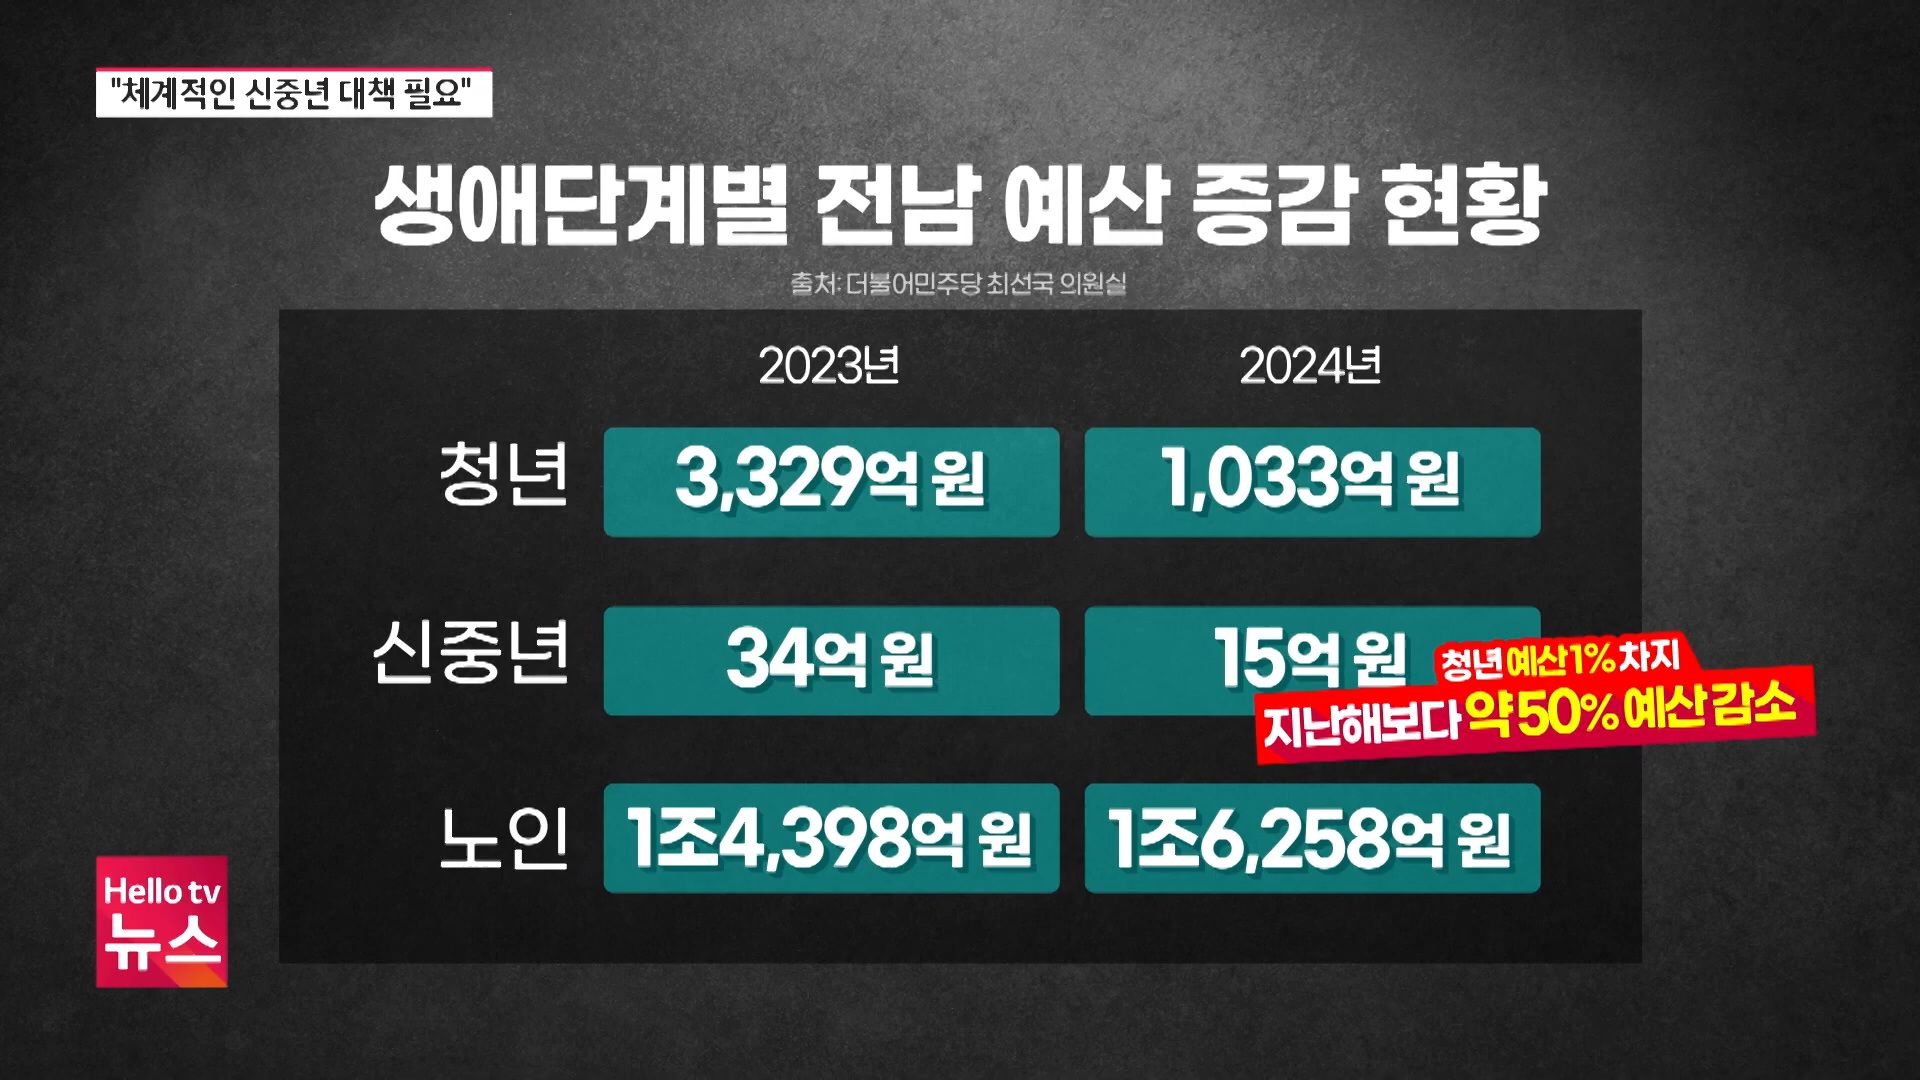 "체계적인 신중년 대책 필요"
생애단계별 전남 예산 증감 현황
출처: 더불어민주당 최선국 의원실
2023년 2024년
청년 3,329억 원 1,033억 원
신중년 34억 원 15억 원
청년 예산 1% 차지
지난해보다 약 50% 예산 감소
노인 1조4,398억 원 1조6,258억 원
Hello tv
뉴스